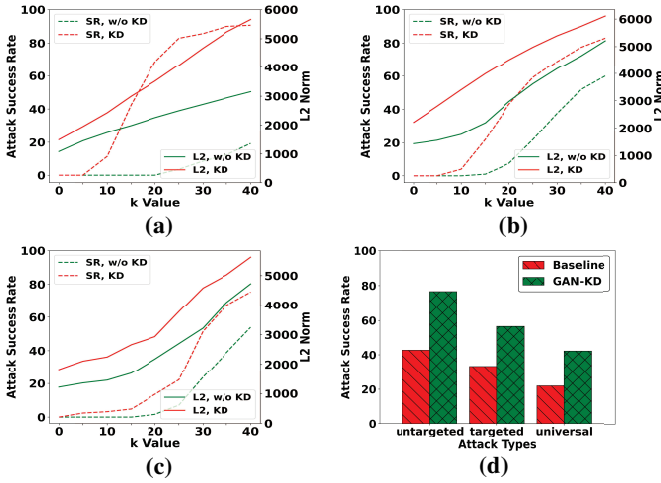 100
80
60
40
20
0
Attack Success Rate
SR, w/o KD
SR, KD
L2, w/o KD
L2, KD
6000
5000
4000
3000
2000
1000
0
L2 Norm
0 10 20 30 40
k Value
(a)
100
80
60
40
20
0
Attack Success Rate
SR, w/o KD
SR, KD
L2, w/o KD
L2, KD
6000
5000
4000
3000
2000
1000
0
L2 Norm
0 10 20 30 40
k Value
(b)
100
80
60
40
20
0
Attack Success Rate
SR, w/o KD
SR, KD
L2, w/o KD
L2, KD
5000
4000
3000
2000
1000
0
L2 Norm
0 10 20 30 40
k Value
(c)
100
80
60
40
20
0
Attack Success Rate
Baseline
GAN-KD
untargeted targeted universal
Attack Types
(d)